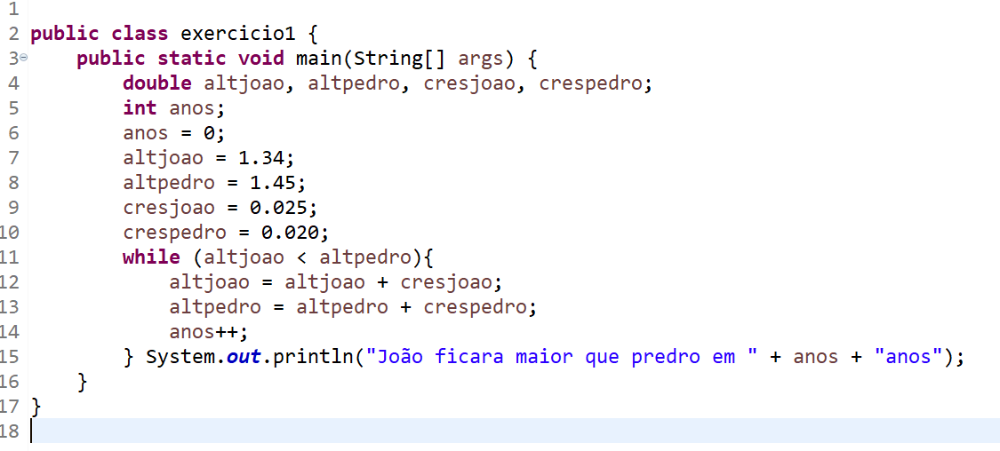 1
2 public class exercicio1 {
3 public static void main(String[] args) {
4 double altjoao, altpedro, cresjoao, crespedro;
5 int anos;
6 anos = 0;
7 altjoao = 1.34;
8 altpedro = 1.45;
9 cresjoao = 0.025;
10 crespedro = 0.020;
11 while (altjoao < altpedro){
12 altjoao = altjoao + cresjoao;
13 altpedro = altpedro + crespedro;
14 anos++;
15 } System.out.println("João ficara maior que predro em " + anos + "anos");
16 }
17 }
18